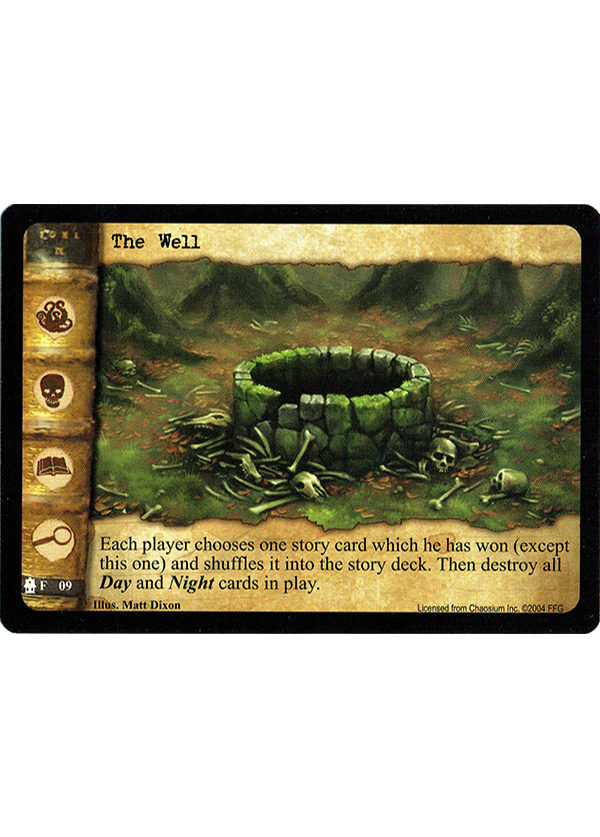 TOME
IX
The Well
Each player chooses one story card which he has won (except
this one) and shuffles it into the story deck. Then destroy all
Day and Night cards in play.
F 09
Illus. Matt Dixon
Licensed from Chaosium Inc. ©2004 FFG